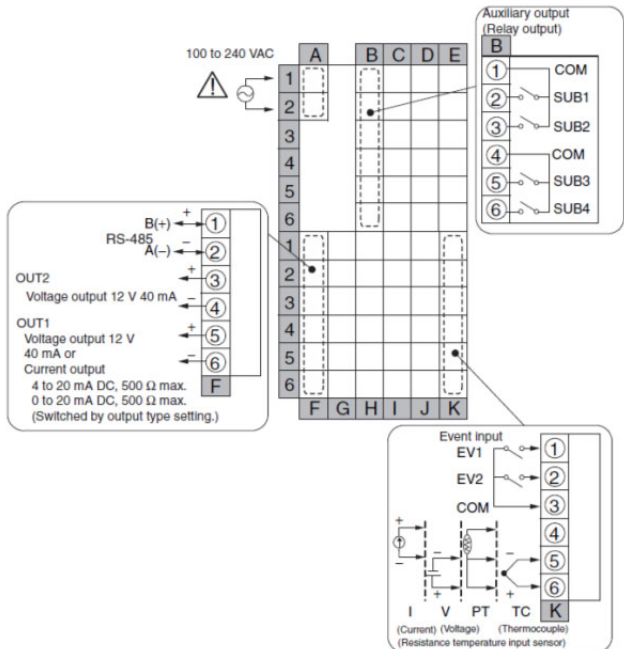 Auxiliary output
(Relay output)
B
① COM
② SUB1
③ SUB2
④ COM
⑤ SUB3
⑥ SUB4
100 to 240 VAC
A B C D E
1
2
3
4
5
6
1
2
3
4
5
6
F G H I J K
B(+) + ①
RS-485
A(−) − ②
OUT2 + ③
Voltage output 12 V 40 mA − ④
OUT1 + ⑤
Voltage output 12 V
40 mA or − ⑥
Current output
F
4 to 20 mA DC, 500 Ω max.
0 to 20 mA DC, 500 Ω max.
(Switched by output type setting.)
Event input
EV1 ①
EV2 ②
COM ③
④
⑤
⑥
+ − − + − +
I V PT TC K
(Current) (Voltage) (Thermocouple)
(Resistance temperature input sensor)